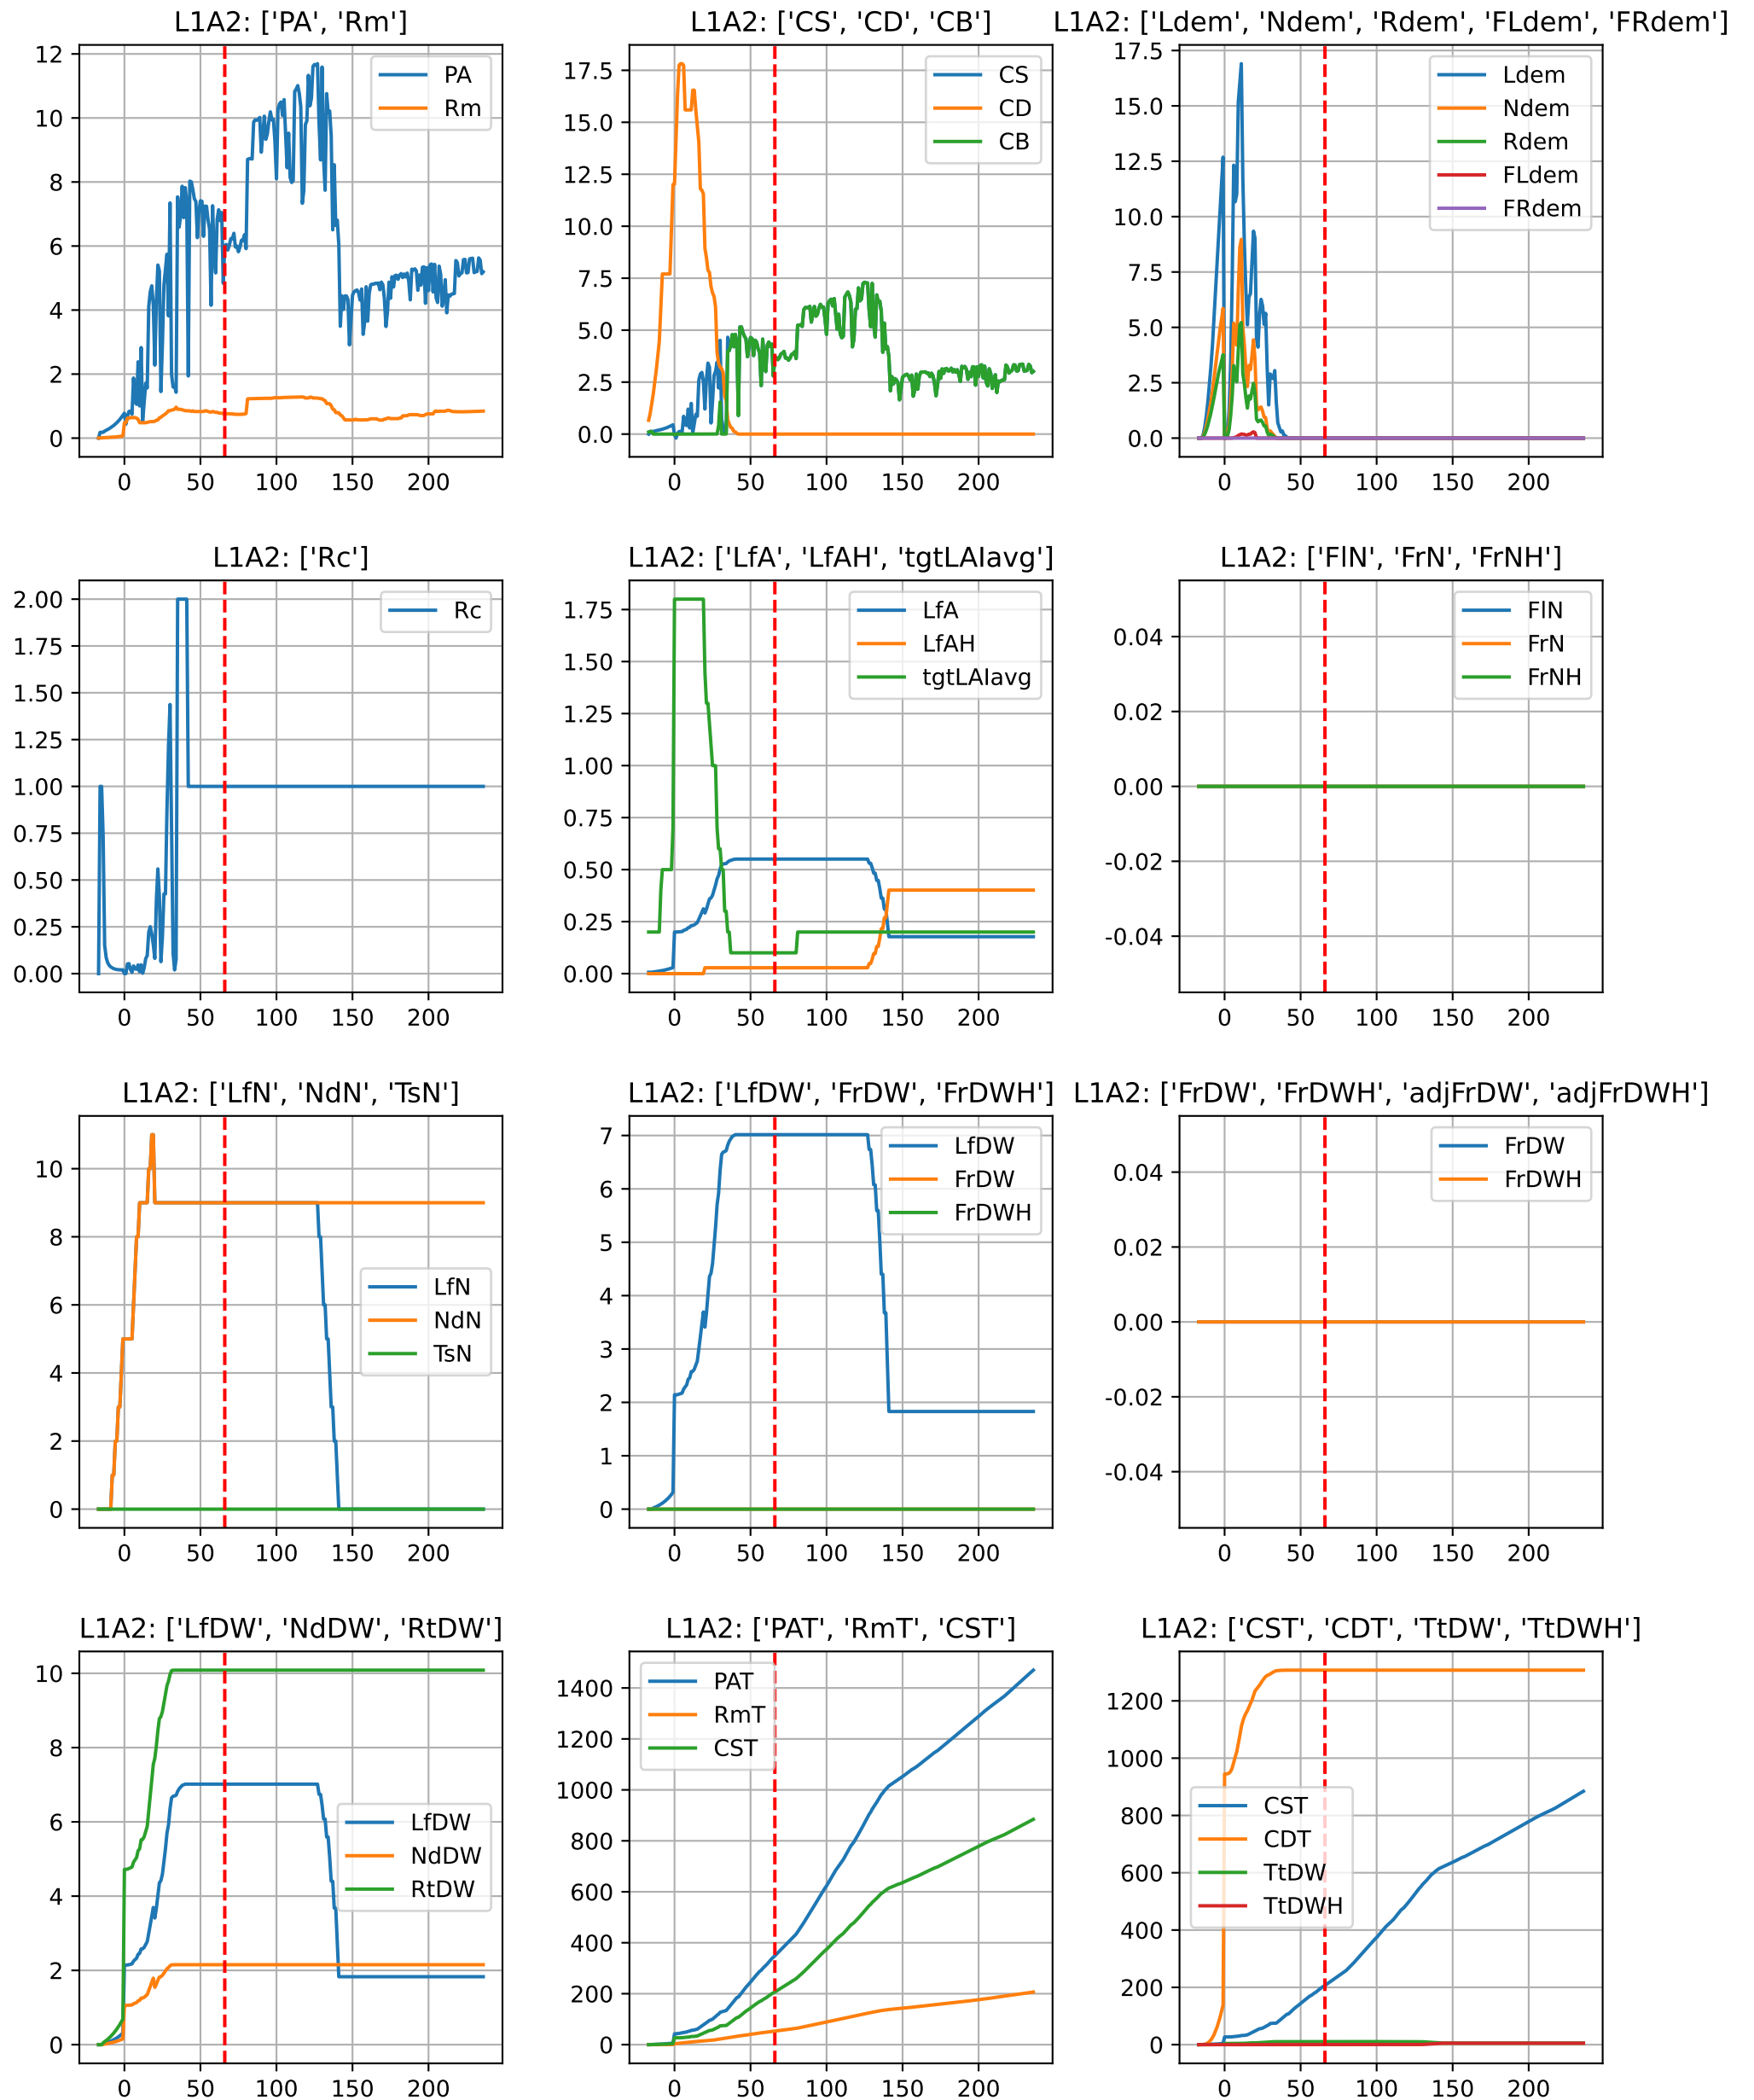 L1A2: ['PA', 'Rm']
12
10
8
6
4
2
0
0 50 100 150 200
PA
Rm
L1A2: ['CS', 'CD', 'CB']
17.5
15.0
12.5
10.0
7.5
5.0
2.5
0.0
0 50 100 150 200
CS
CD
CB
L1A2: ['Ldem', 'Ndem', 'Rdem', 'FLdem', 'FRdem']
17.5
15.0
12.5
10.0
7.5
5.0
2.5
0.0
0 50 100 150 200
Ldem
Ndem
Rdem
FLdem
FRdem
L1A2: ['Rc']
2.00
1.75
1.50
1.25
1.00
0.75
0.50
0.25
0.00
0 50 100 150 200
Rc
L1A2: ['LfA', 'LfAH', 'tgtLAIavg']
1.75
1.50
1.25
1.00
0.75
0.50
0.25
0.00
0 50 100 150 200
LfA
LfAH
tgtLAIavg
L1A2: ['FlN', 'FrN', 'FrNH']
0.04
0.02
0.00
-0.02
-0.04
0 50 100 150 200
FlN
FrN
FrNH
L1A2: ['LfN', 'NdN', 'TsN']
10
8
6
4
2
0
0 50 100 150 200
LfN
NdN
TsN
L1A2: ['LfDW', 'FrDW', 'FrDWH']
7
6
5
4
3
2
1
0
0 50 100 150 200
LfDW
FrDW
FrDWH
L1A2: ['FrDW', 'FrDWH', 'adjFrDW', 'adjFrDWH']
0.04
0.02
0.00
-0.02
-0.04
0 50 100 150 200
FrDW
FrDWH
L1A2: ['LfDW', 'NdDW', 'RtDW']
10
8
6
4
2
0
0 50 100 150 200
LfDW
NdDW
RtDW
L1A2: ['PAT', 'RmT', 'CST']
1400
1200
1000
800
600
400
200
0
0 50 100 150 200
PAT
RmT
CST
L1A2: ['CST', 'CDT', 'TtDW', 'TtDWH']
1200
1000
800
600
400
200
0
0 50 100 150 200
CST
CDT
TtDW
TtDWH